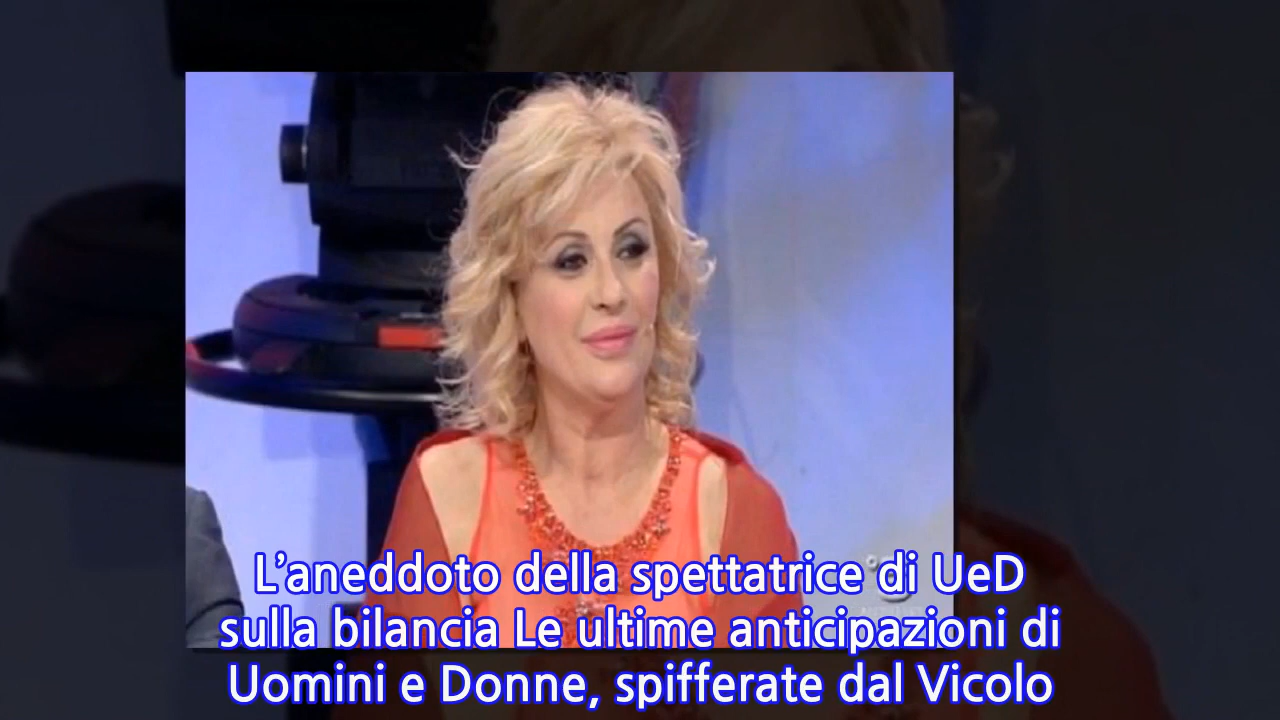 L’aneddoto della spettatrice di UeD
sulla bilancia Le ultime anticipazioni di
Uomini e Donne, spifferate dal Vicolo